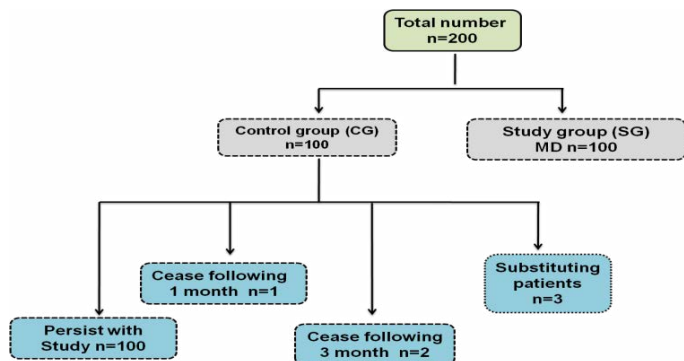 Total number
n=200
Control group (CG)
n=100
Study group (SG)
MD n=100
Cease following
1 month n=1
Substituting
patients
n=3
Persist with
Study n=100
Cease following
3 month n=2